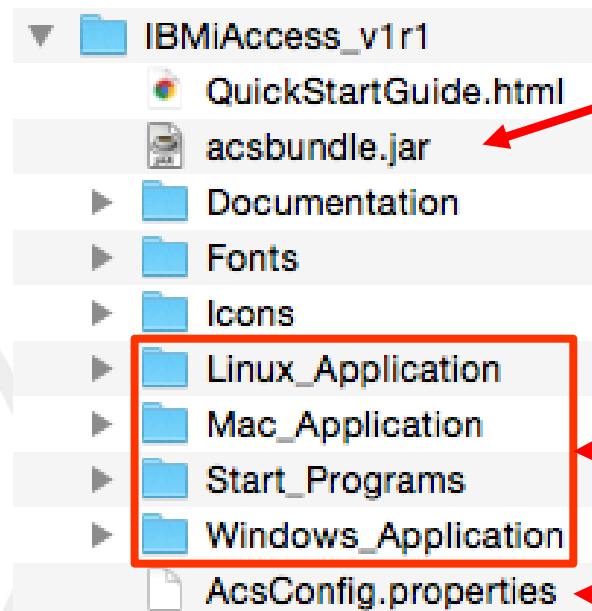 IBMiAccess_v1r1
QuickStartGuide.html
acsbundle.jar
Documentation
Fonts
Icons
Linux_Application
Mac_Application
Start_Programs
Windows_Application
AcsConfig.properties